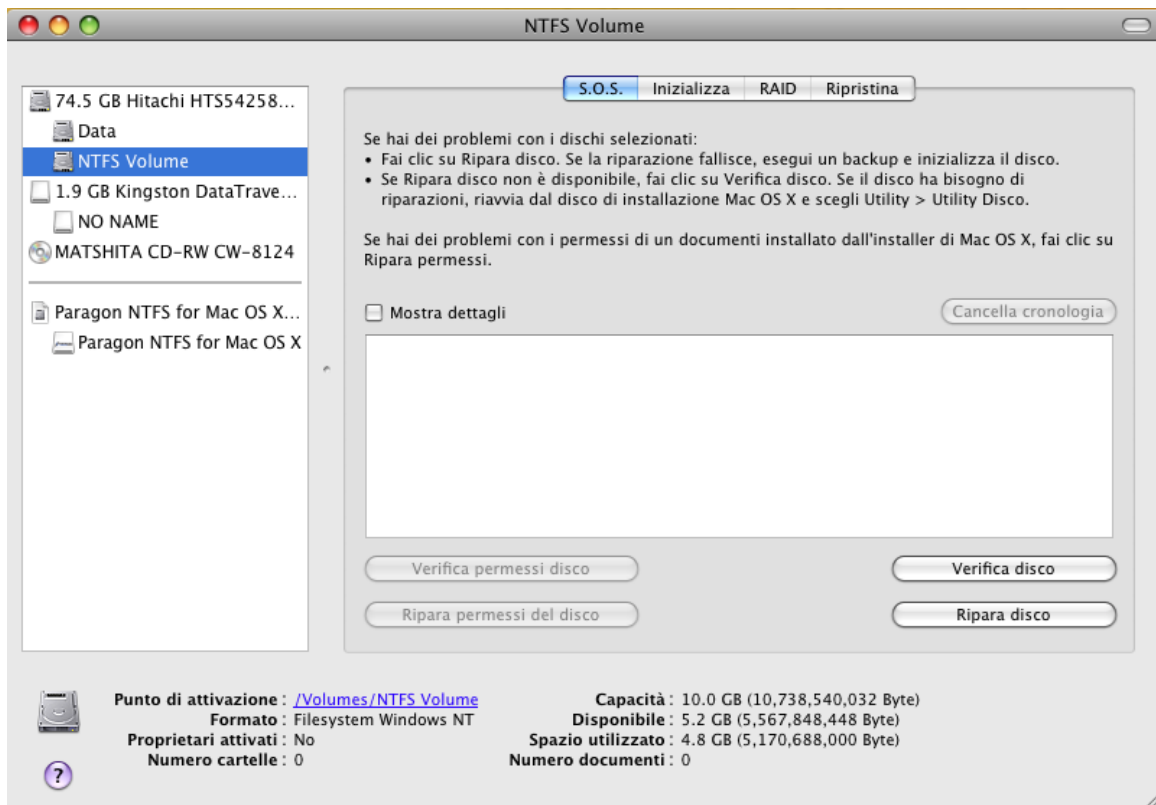 NTFS Volume
74.5 GB Hitachi HTS54258...
Data
NTFS Volume
1.9 GB Kingston DataTrave...
NO NAME
MATSHITA CD-RW CW-8124
Paragon NTFS for Mac OS X...
Paragon NTFS for Mac OS X
S.O.S. Inizializza RAID Ripristina
Se hai dei problemi con i dischi selezionati:
• Fai clic su Ripara disco. Se la riparazione fallisce, esegui un backup e inizializza il disco.
• Se Ripara disco non è disponibile, fai clic su Verifica disco. Se il disco ha bisogno di
riparazioni, riavvia dal disco di installazione Mac OS X e scegli Utility > Utility Disco.
Se hai dei problemi con i permessi di un documenti installato dall'installer di Mac OS X, fai clic su
Ripara permessi.
Mostra dettagli Cancella cronologia
Verifica permessi disco Verifica disco
Ripara permessi del disco Ripara disco
Punto di attivazione : /Volumes/NTFS Volume Capacità : 10.0 GB (10,738,540,032 Byte)
Formato : Filesystem Windows NT Disponibile : 5.2 GB (5,567,848,448 Byte)
Proprietari attivati : No Spazio utilizzato : 4.8 GB (5,170,688,000 Byte)
Numero cartelle : 0 Numero documenti : 0
?